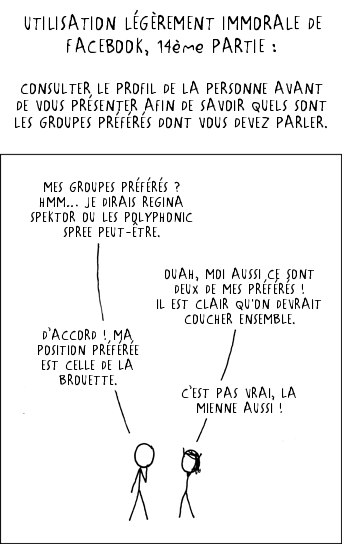 UTILISATION LÉGÈREMENT IMMORALE DE
FACEBOOK, 14ème PARTIE :
CONSULTER LE PROFIL DE LA PERSONNE AVANT
DE VOUS PRÉSENTER AFIN DE SAVOIR QUELS SONT
LES GROUPES PRÉFÉRÉS DONT VOUS DEVEZ PARLER.
MES GROUPES PRÉFÉRÉS ?
HMM... JE DIRAIS REGINA
SPEKTOR OU LES POLYPHONIC
SPREE PEUT-ÊTRE.
OUAH, MOI AUSSI CE SONT
DEUX DE MES PRÉFÉRÉS !
IL EST CLAIR QU'ON DEVRAIT
COUCHER ENSEMBLE.
D'ACCORD ! MA
POSITION PRÉFÉRÉE
EST CELLE DE LA
BROUETTE.
C'EST PAS VRAI, LA
MIENNE AUSSI !